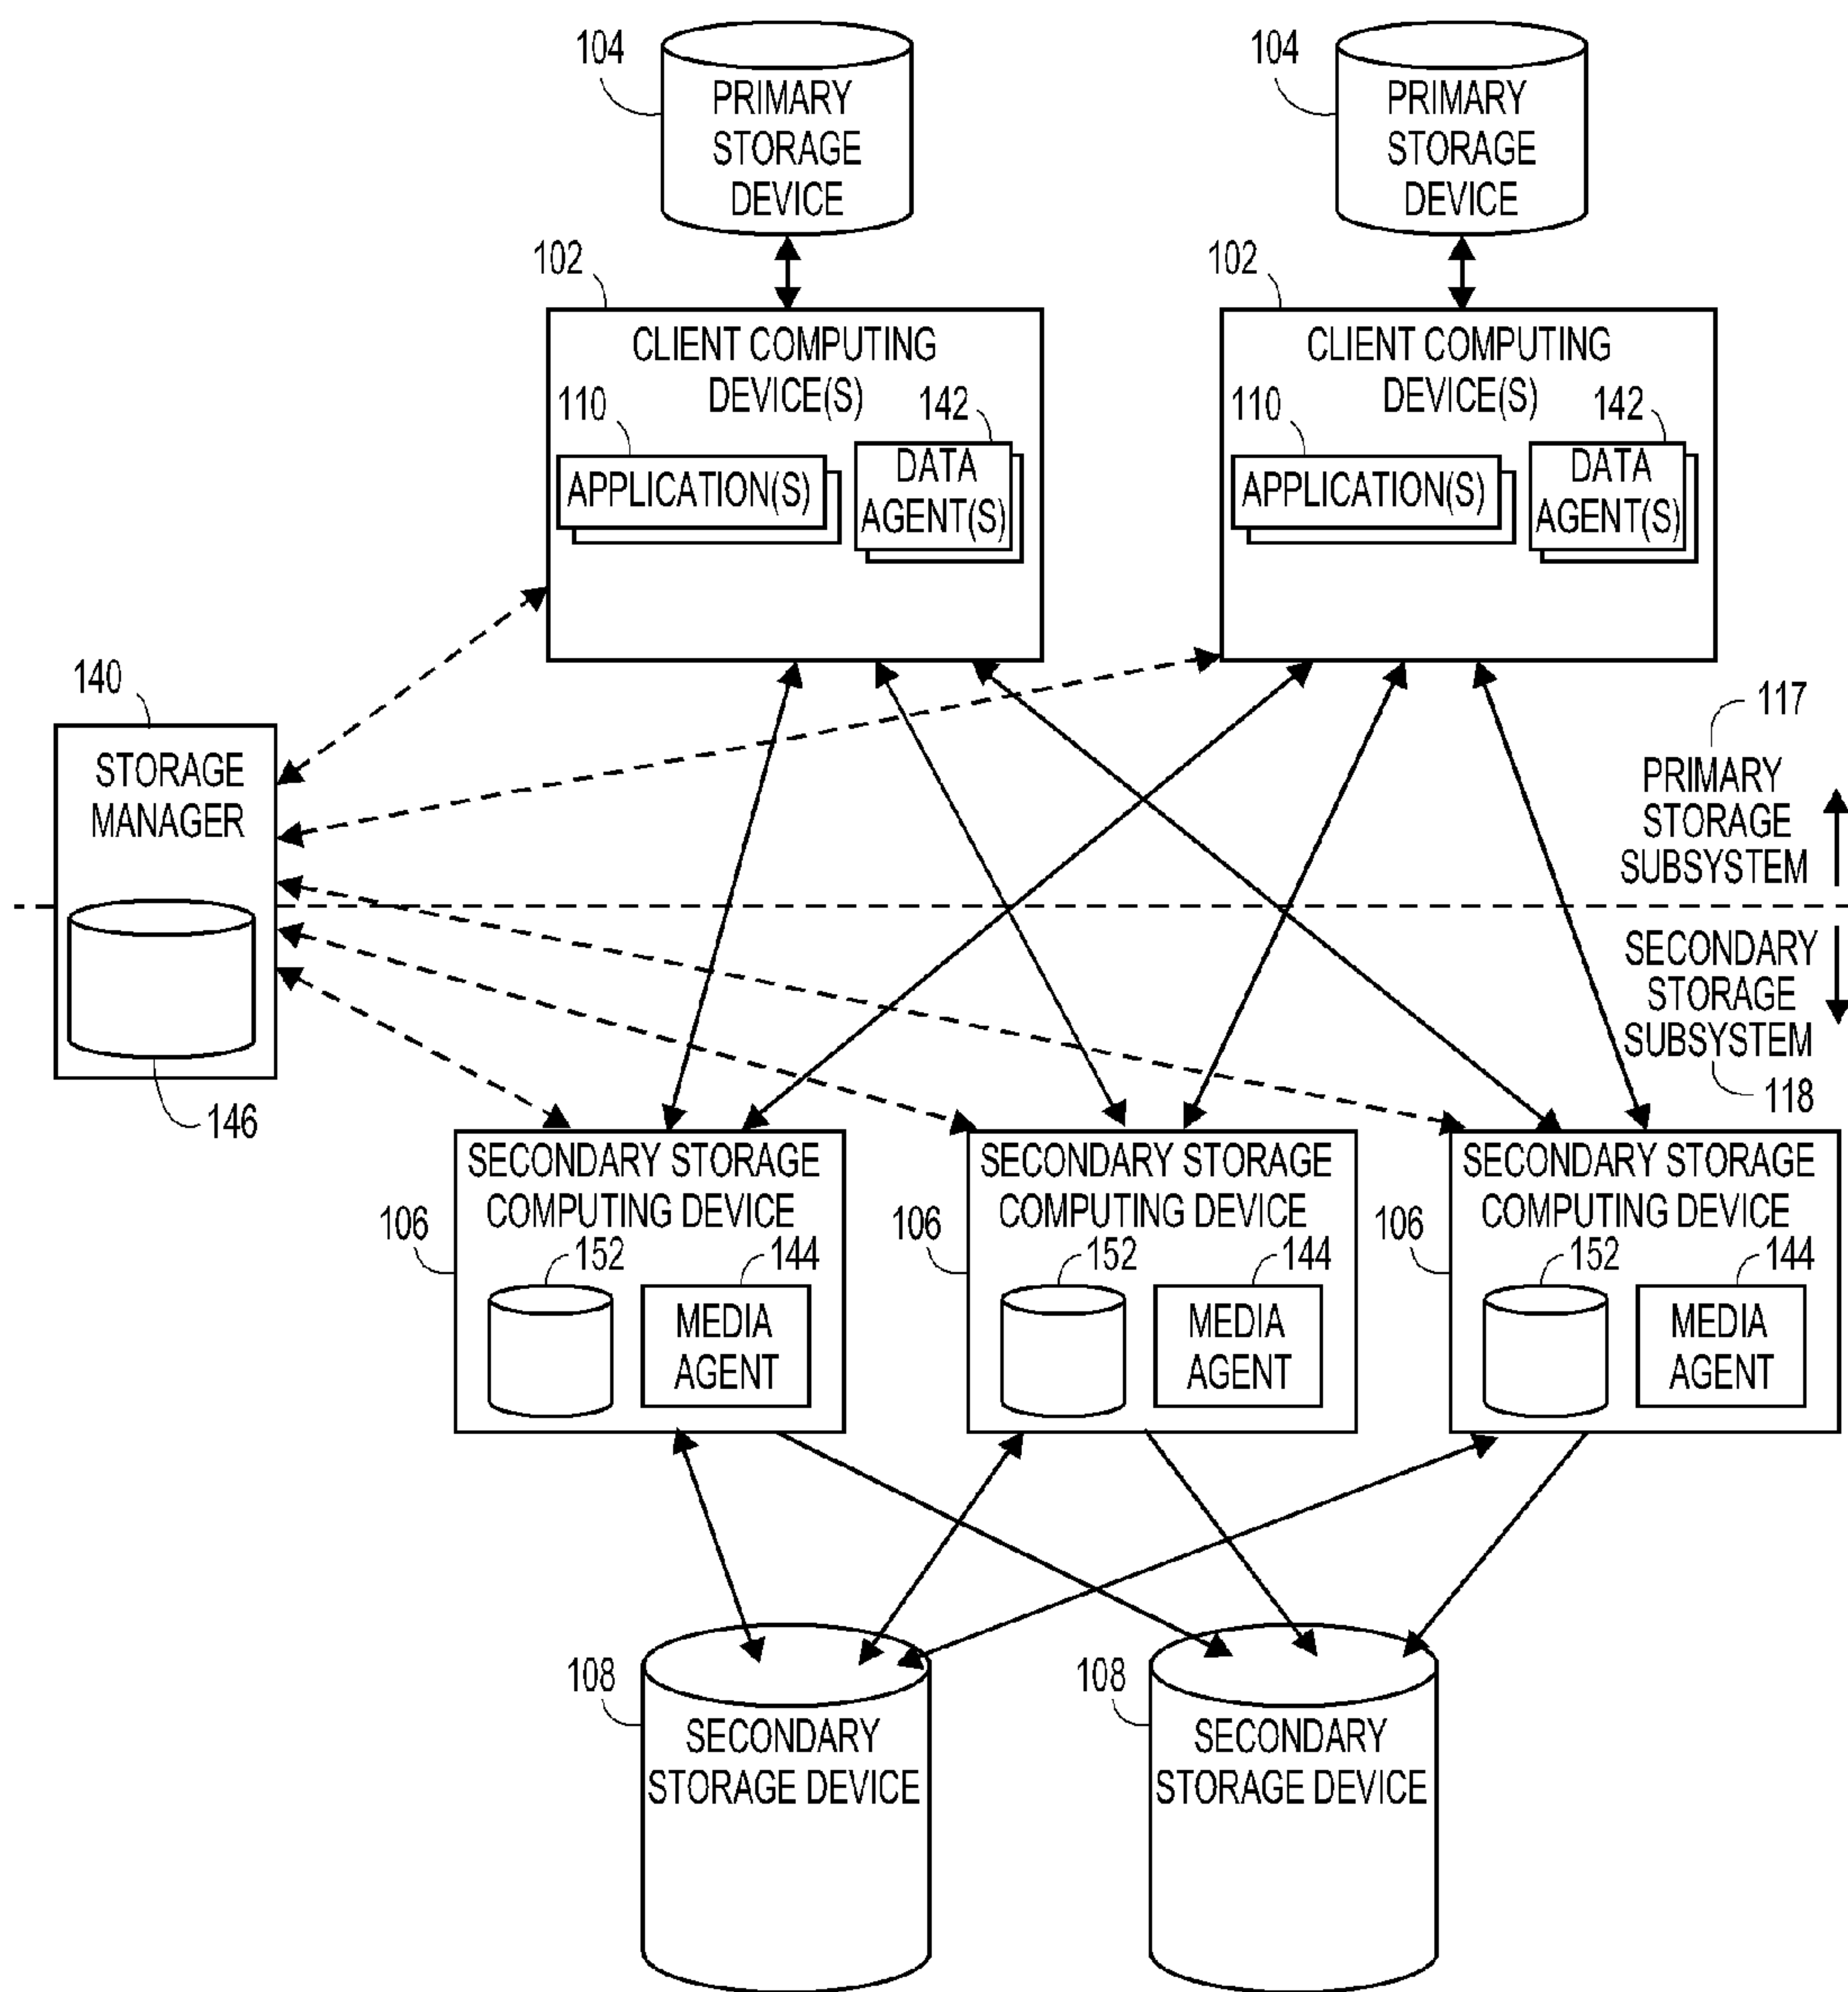 104
PRIMARY
STORAGE
DEVICE
104
PRIMARY
STORAGE
DEVICE
102
CLIENT COMPUTING
DEVICE(S)
110
142
APPLICATION(S)
DATA
AGENT(S)
102
CLIENT COMPUTING
DEVICE(S)
110
142
APPLICATION(S)
DATA
AGENT(S)
140
STORAGE
MANAGER
146
117
PRIMARY
STORAGE
SUBSYSTEM
SECONDARY
STORAGE
SUBSYSTEM
118
SECONDARY STORAGE
COMPUTING DEVICE
106
152
144
MEDIA
AGENT
SECONDARY STORAGE
COMPUTING DEVICE
106
152
144
MEDIA
AGENT
SECONDARY STORAGE
COMPUTING DEVICE
106
152
144
MEDIA
AGENT
108
SECONDARY
STORAGE DEVICE
108
SECONDARY
STORAGE DEVICE